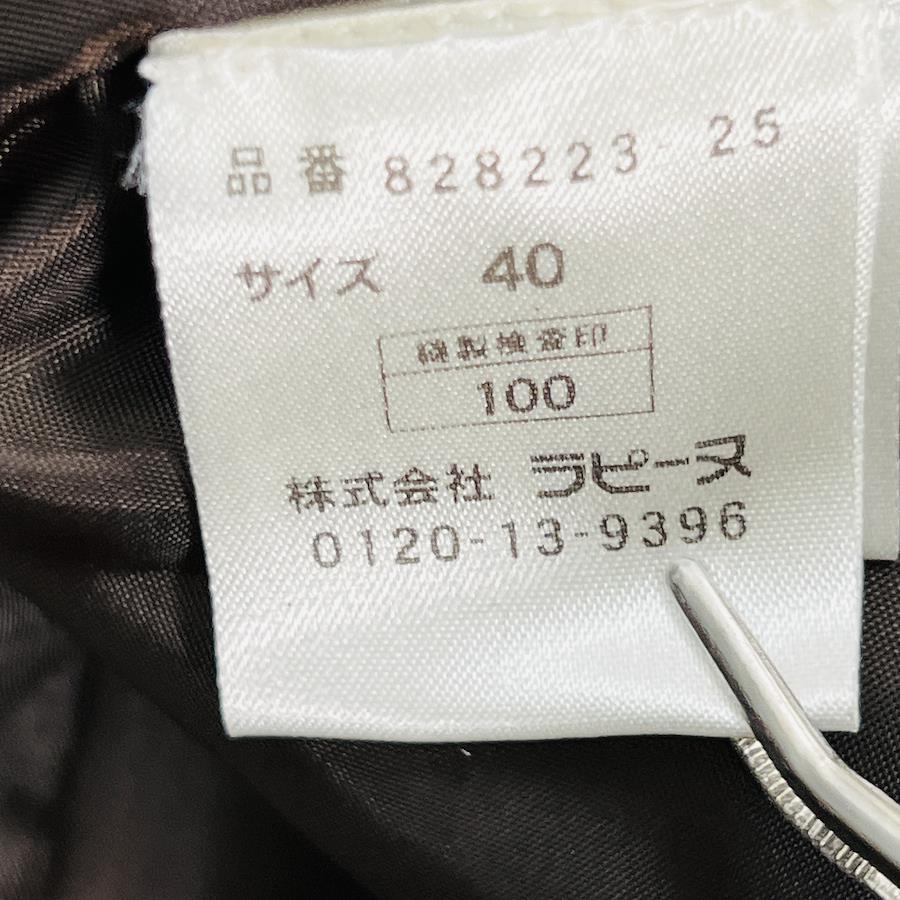 品番 828223 25
サイズ 40
縫製検査印
100
株式会社 ラピーヌ
0120-13-9396